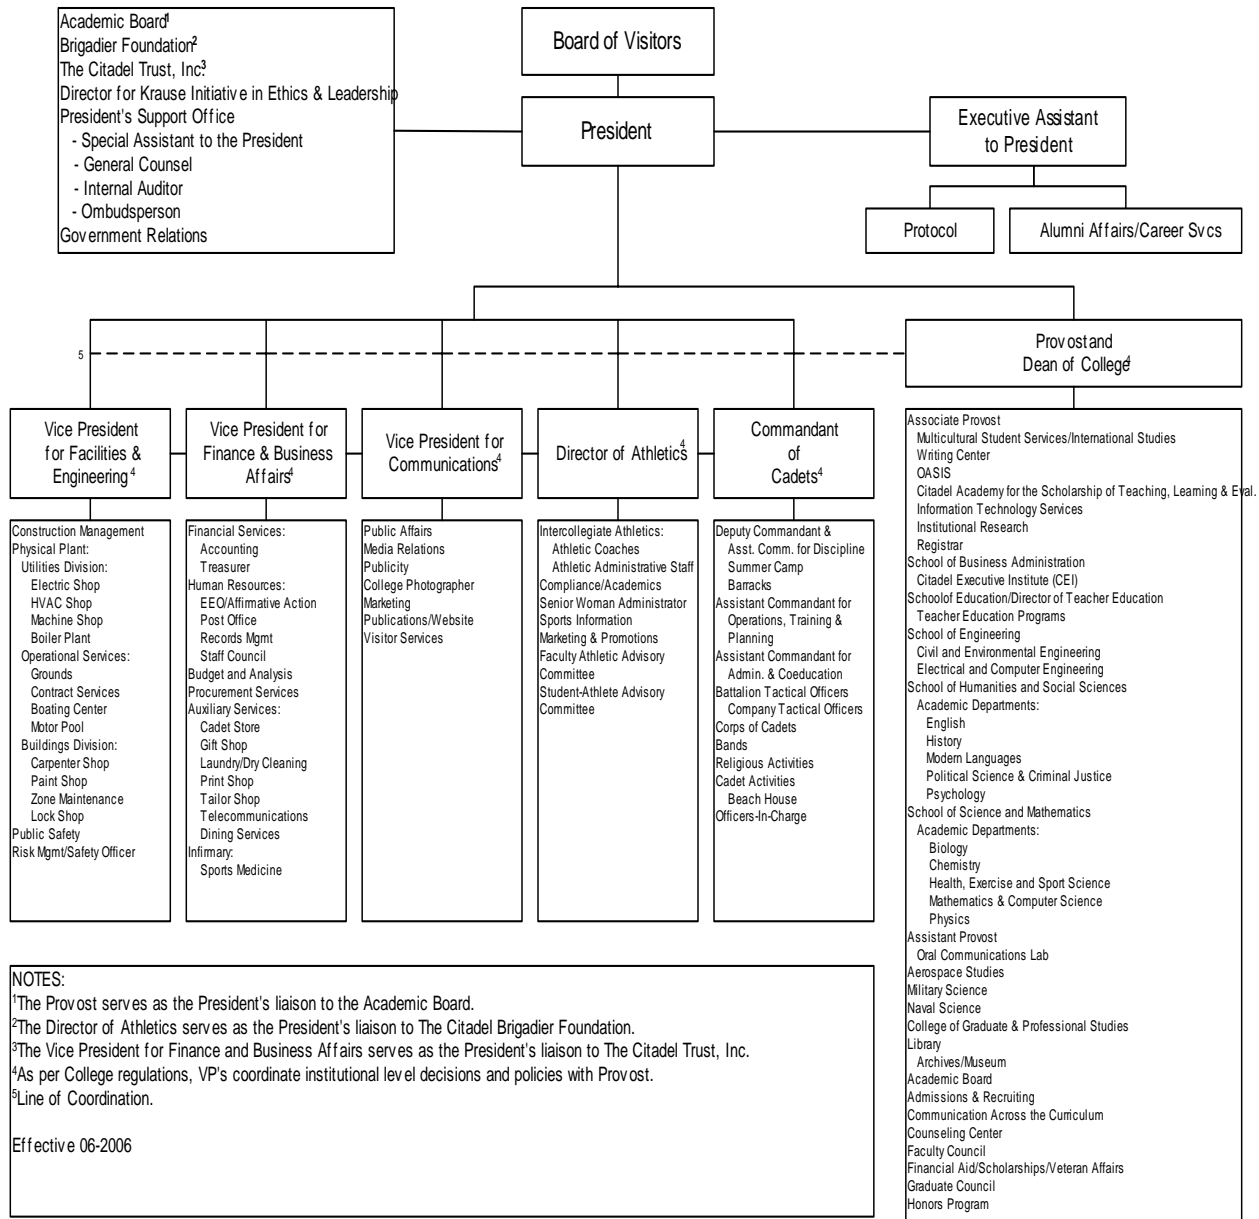 Academic Board1
Brigadier Foundation2
The Citadel Trust, Inc.3
Director for Krause Initiative in Ethics & Leadership
President's Support Office
- Special Assistant to the President
- General Counsel
- Internal Auditor
- Ombudsperson
Government Relations
Board of Visitors
President
Executive Assistant
to President
Protocol
Alumni Affairs/Career Svcs
5
Provost and
Dean of College4
Vice President
for Facilities &
Engineering4
Vice President for
Finance & Business
Affairs4
Vice President for
Communications4
Director of Athletics4
Commandant
of
Cadets4
Construction Management
Physical Plant:
Utilities Division:
Electric Shop
HVAC Shop
Machine Shop
Boiler Plant
Operational Services:
Grounds
Contract Services
Boating Center
Motor Pool
Buildings Division:
Carpenter Shop
Paint Shop
Zone Maintenance
Lock Shop
Public Safety
Risk Mgmt/Safety Officer
Financial Services:
Accounting
Treasurer
Human Resources:
EEO/Affirmative Action
Post Office
Records Mgmt
Staff Council
Budget and Analysis
Procurement Services
Auxiliary Services:
Cadet Store
Gift Shop
Laundry/Dry Cleaning
Print Shop
Tailor Shop
Telecommunications
Dining Services
Infirmary:
Sports Medicine
Public Affairs
Media Relations
Publicity
College Photographer
Marketing
Publications/Website
Visitor Services
Intercollegiate Athletics:
Athletic Coaches
Athletic Administrative Staff
Compliance/Academics
Senior Woman Administrator
Sports Information
Marketing & Promotions
Faculty Athletic Advisory
Committee
Student-Athlete Advisory
Committee
Deputy Commandant &
Asst. Comm. for Discipline
Summer Camp
Barracks
Assistant Commandant for
Operations, Training &
Planning
Assistant Commandant for
Admin. & Coeducation
Battalion Tactical Officers
Company Tactical Officers
Corps of Cadets
Bands
Religious Activities
Cadet Activities
Beach House
Officers-In-Charge
Associate Provost
Multicultural Student Services/International Studies
Writing Center
OASIS
Citadel Academy for the Scholarship of Teaching, Learning & Eval.
Information Technology Services
Institutional Research
Registrar
School of Business Administration
Citadel Executive Institute (CEI)
Schoolof Education/Director of Teacher Education
Teacher Education Programs
School of Engineering
Civil and Environmental Engineering
Electrical and Computer Engineering
School of Humanities and Social Sciences
Academic Departments:
English
History
Modern Languages
Political Science & Criminal Justice
Psychology
School of Science and Mathematics
Academic Departments:
Biology
Chemistry
Health, Exercise and Sport Science
Mathematics & Computer Science
Physics
Assistant Provost
Oral Communications Lab
Aerospace Studies
Military Science
Naval Science
College of Graduate & Professional Studies
Library
Archives/Museum
Academic Board
Admissions & Recruiting
Communication Across the Curriculum
Counseling Center
Faculty Council
Financial Aid/Scholarships/Veteran Affairs
Graduate Council
Honors Program
NOTES:
1The Provost serves as the President's liaison to the Academic Board.
2The Director of Athletics serves as the President's liaison to The Citadel Brigadier Foundation.
3The Vice President for Finance and Business Affairs serves as the President's liaison to The Citadel Trust, Inc.
4As per College regulations, VP's coordinate institutional level decisions and policies with Provost.
5Line of Coordination.
Effective 06-2006